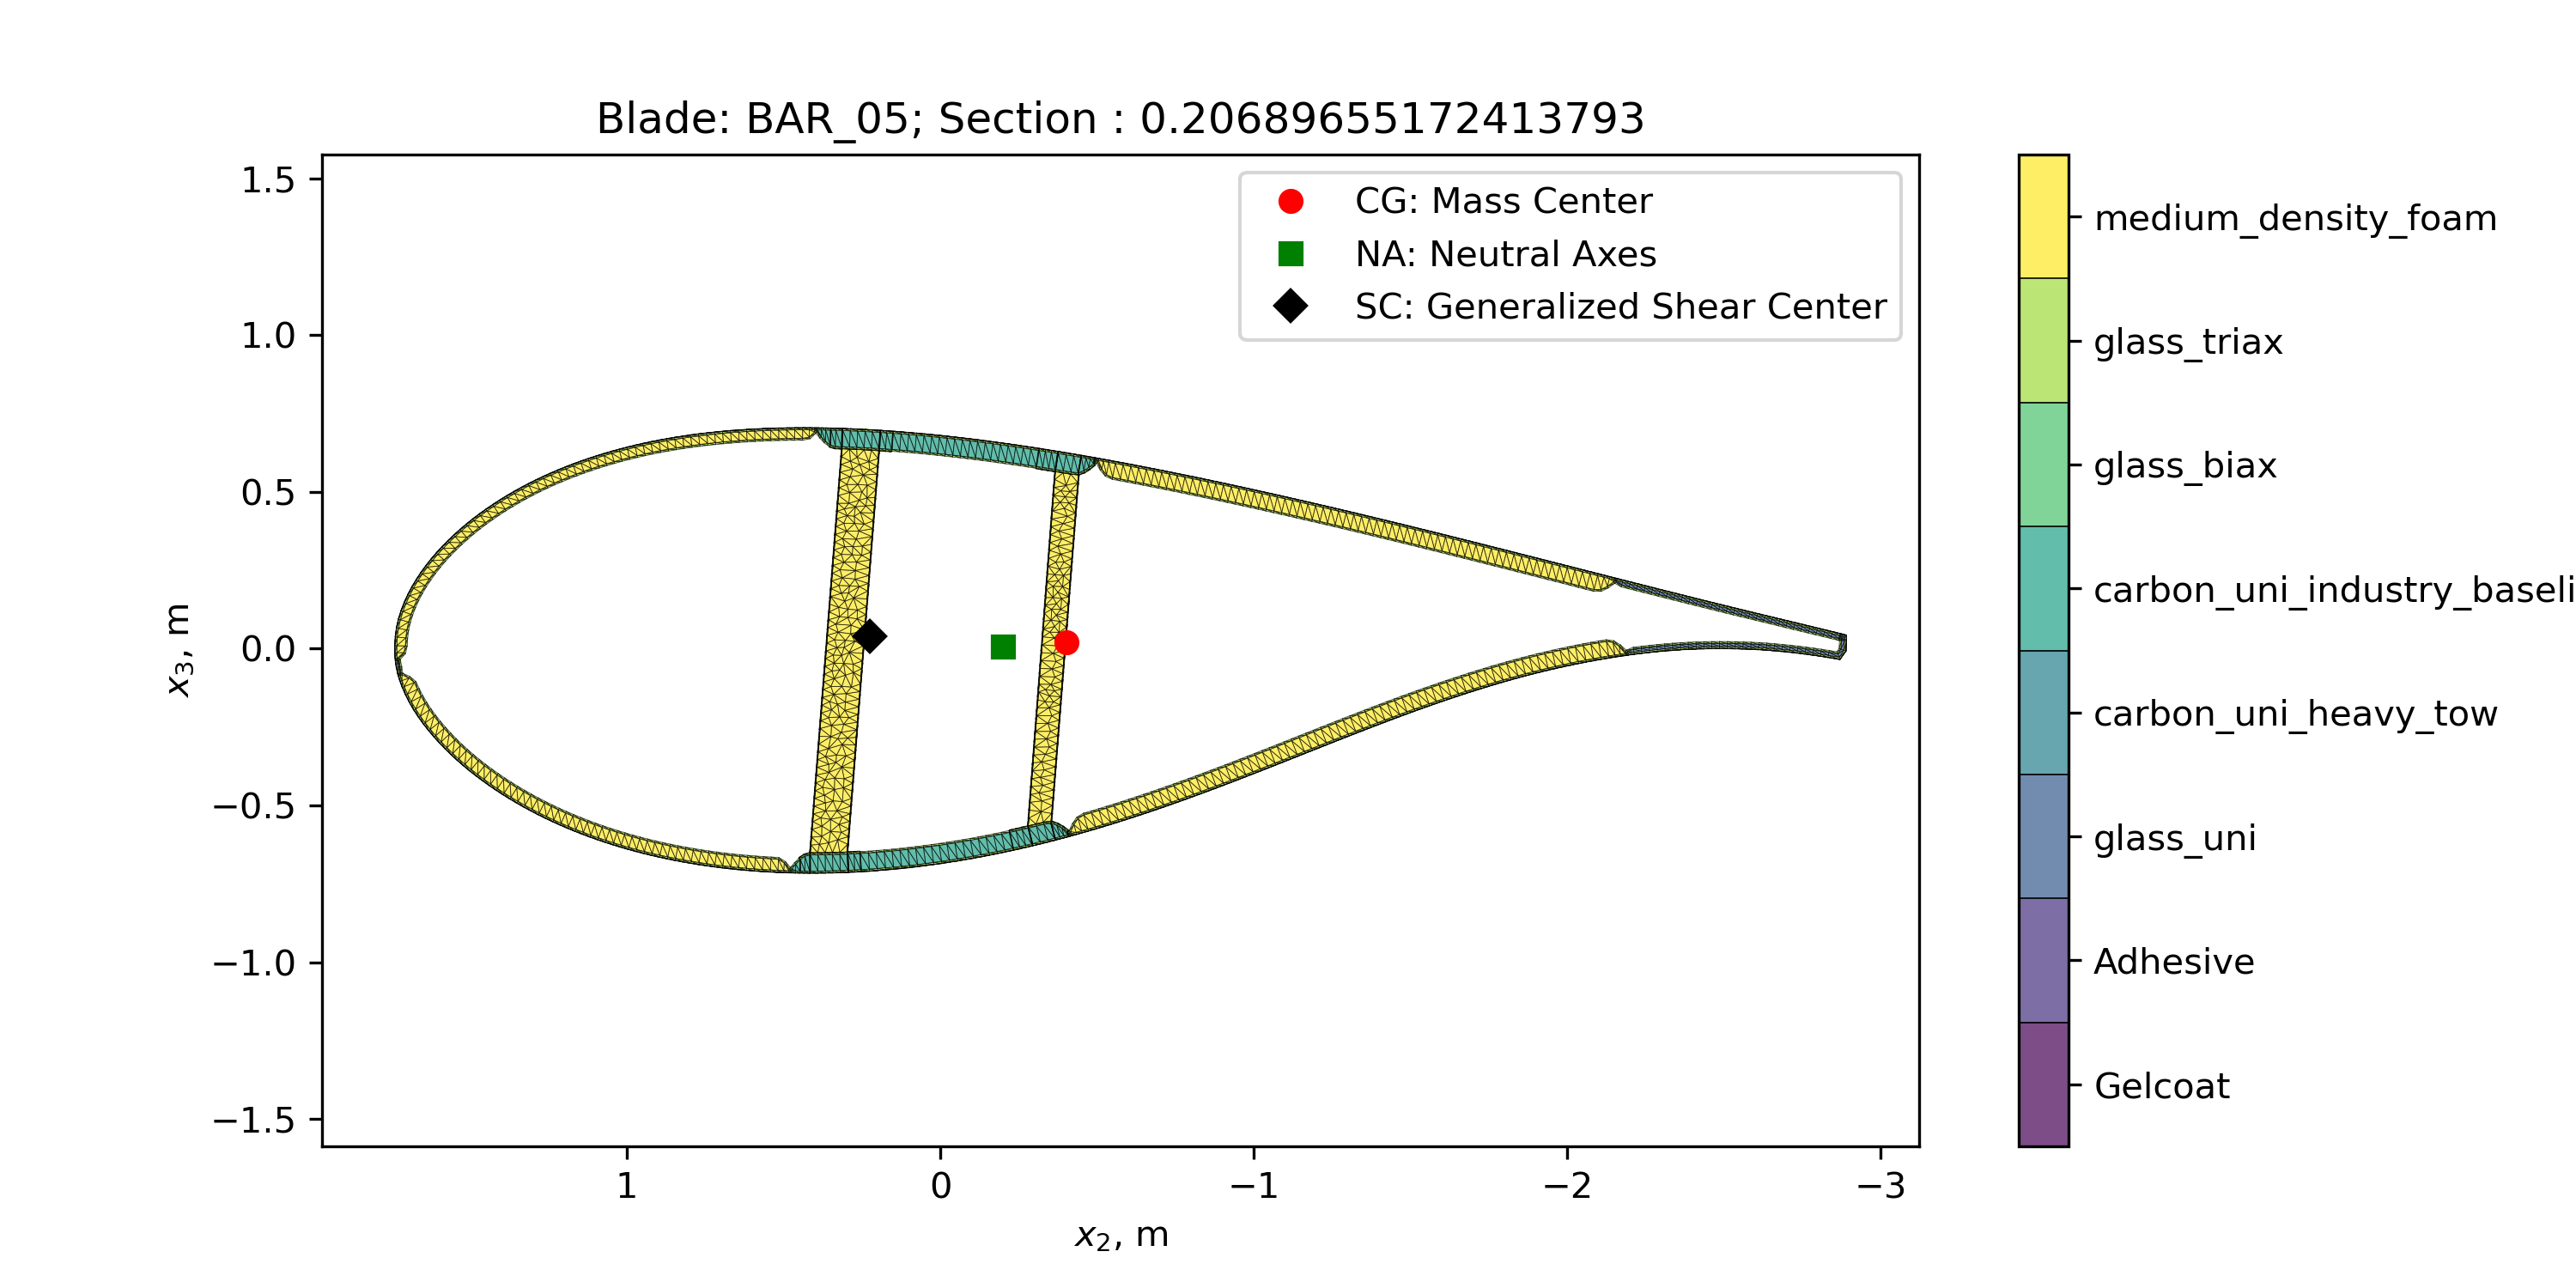 Blade: BAR_05; Section : 0.20689655172413793
CG: Mass Center
NA: Neutral Axes
SC: Generalized Shear Center
1.5
1.0
0.5
0.0
−0.5
−1.0
−1.5
x₃, m
1 0 −1 −2 −3
x₂, m
medium_density_foam
glass_triax
glass_biax
carbon_uni_industry_baseli
carbon_uni_heavy_tow
glass_uni
Adhesive
Gelcoat